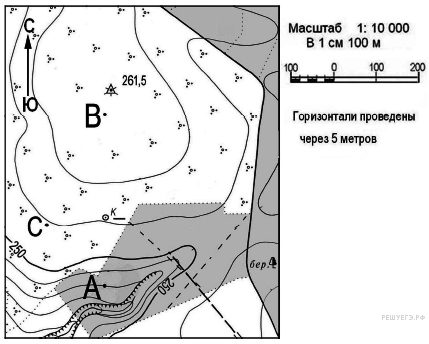 С
Ю
261,5
В
С
к
250
А
250
бер.
Масштаб 1: 10 000
В 1 см 100 м
100 0 100 200
Горизонтали проведены
через 5 метров
РЕШУЕГЭ.РФ